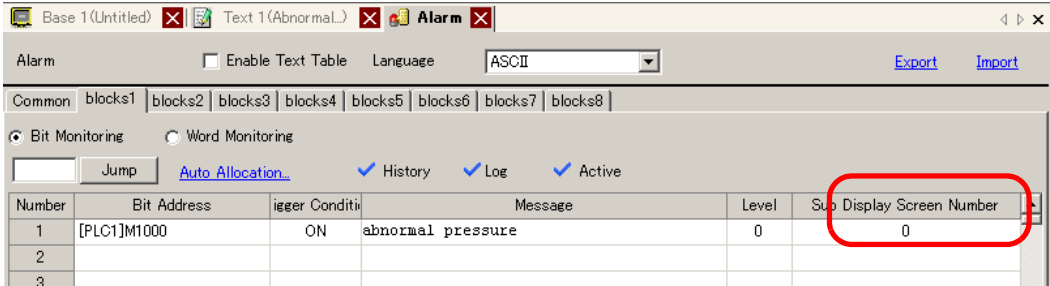 Base 1(Untitled) Text 1(Abnormal...) Alarm
Alarm Enable Text Table Language ASCII Export Import
Common blocks1 blocks2 blocks3 blocks4 blocks5 blocks6 blocks7 blocks8
Bit Monitoring Word Monitoring
Jump Auto Allocation... History Log Active
Number Bit Address igger Conditi Message Level Sub Display Screen Number
1 [PLC1]M1000 ON abnormal pressure 0 0
2
3